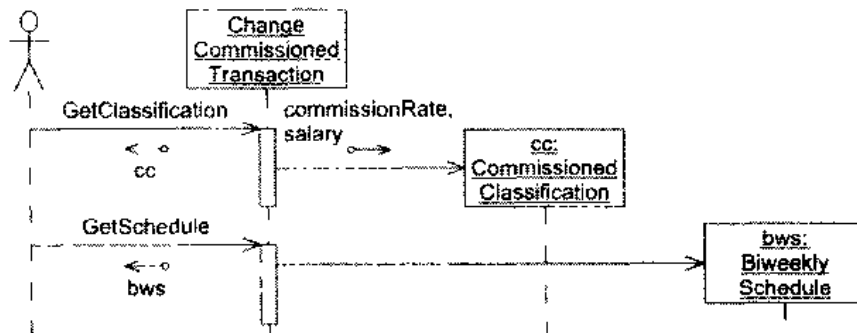 Change
Commissioned
Transaction
GetClassification
commissionRate,
salary
cc
cc:
Commissioned
Classification
GetSchedule
bws
bws:
Biweekly
Schedule